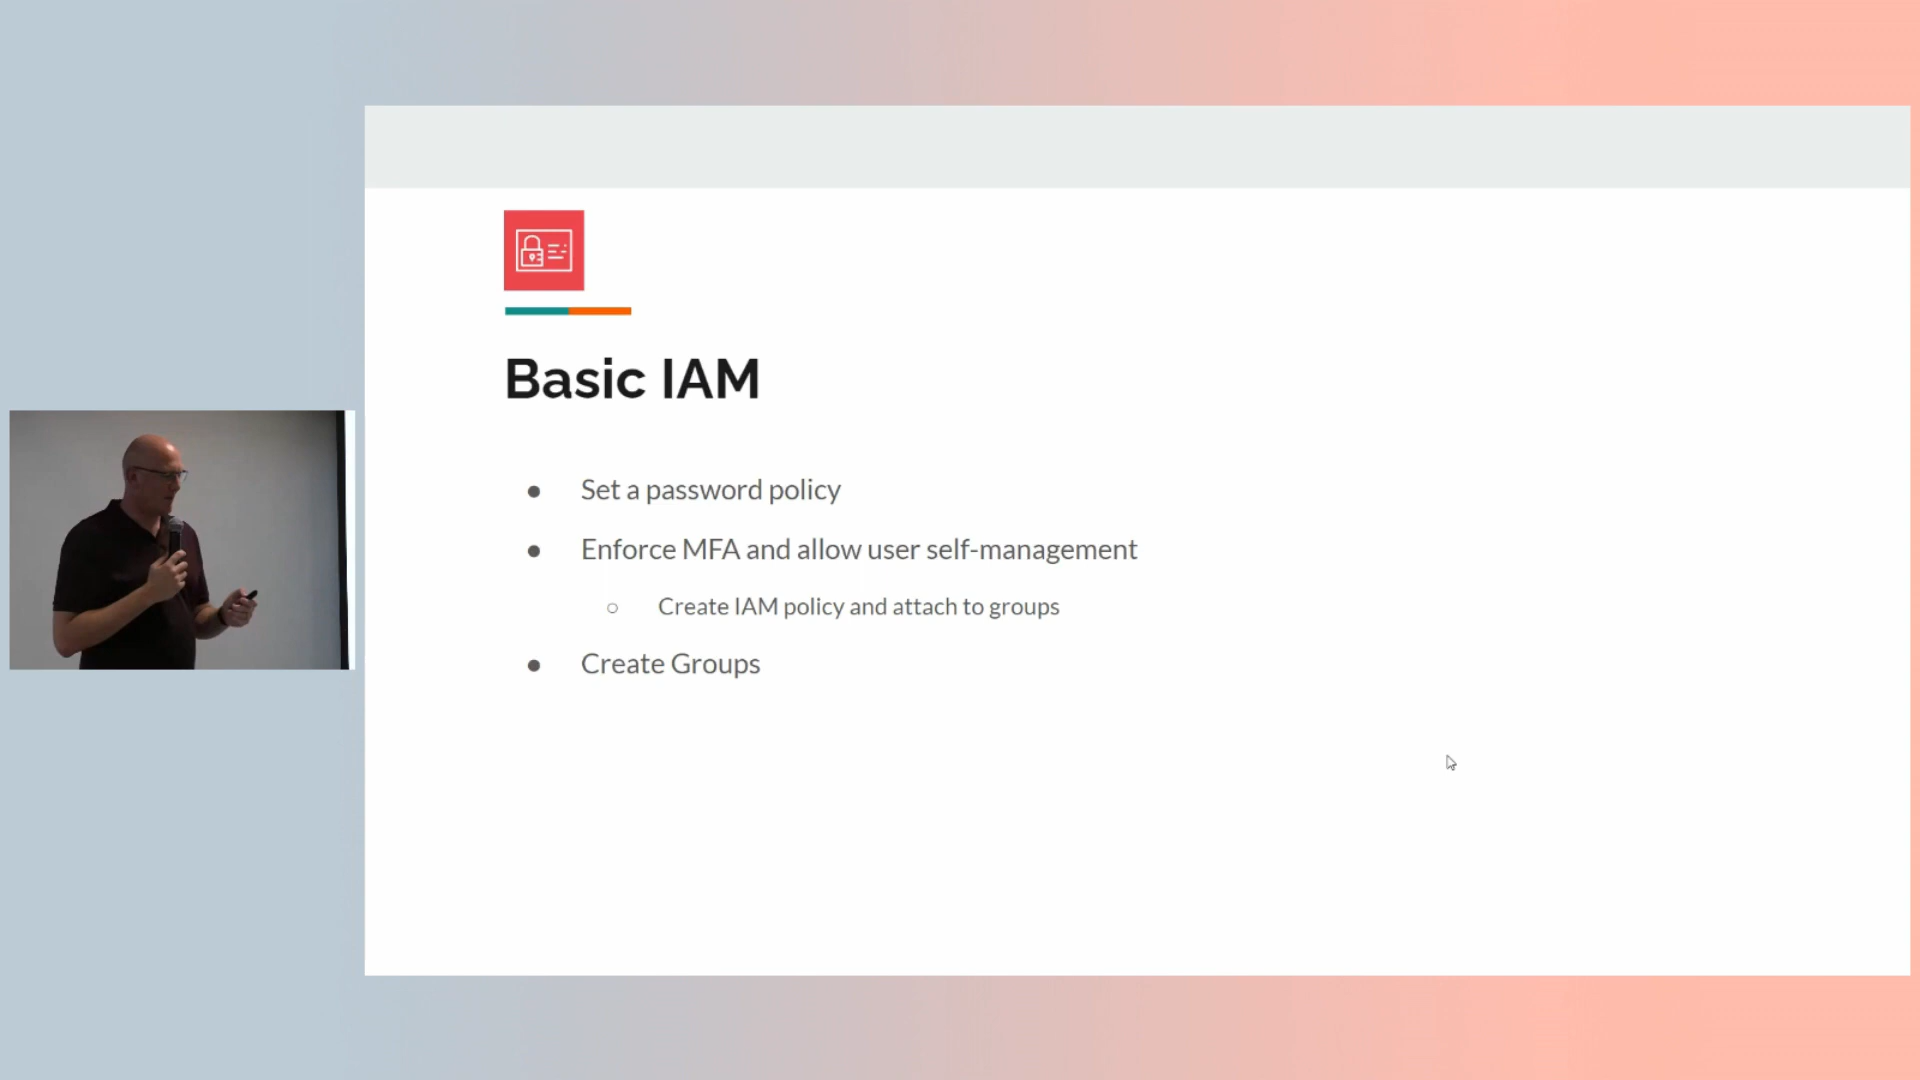 Basic IAM
● Set a password policy
● Enforce MFA and allow user self-management
○ Create IAM policy and attach to groups
● Create Groups